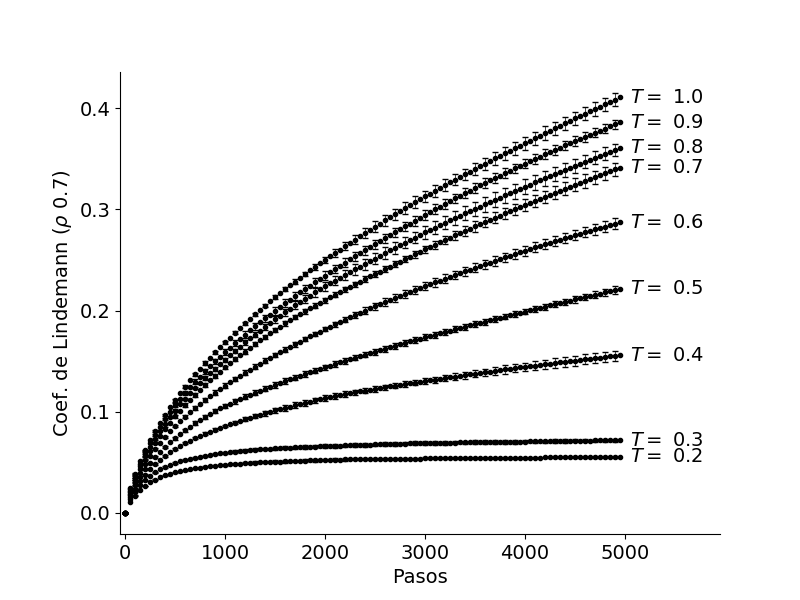 Coef. de Lindemann (ρ 0.7)
0.4
0.3
0.2
0.1
0.0
T = 1.0
T = 0.9
T = 0.8
T = 0.7
T = 0.6
T = 0.5
T = 0.4
T = 0.3
T = 0.2
0 1000 2000 3000 4000 5000
Pasos